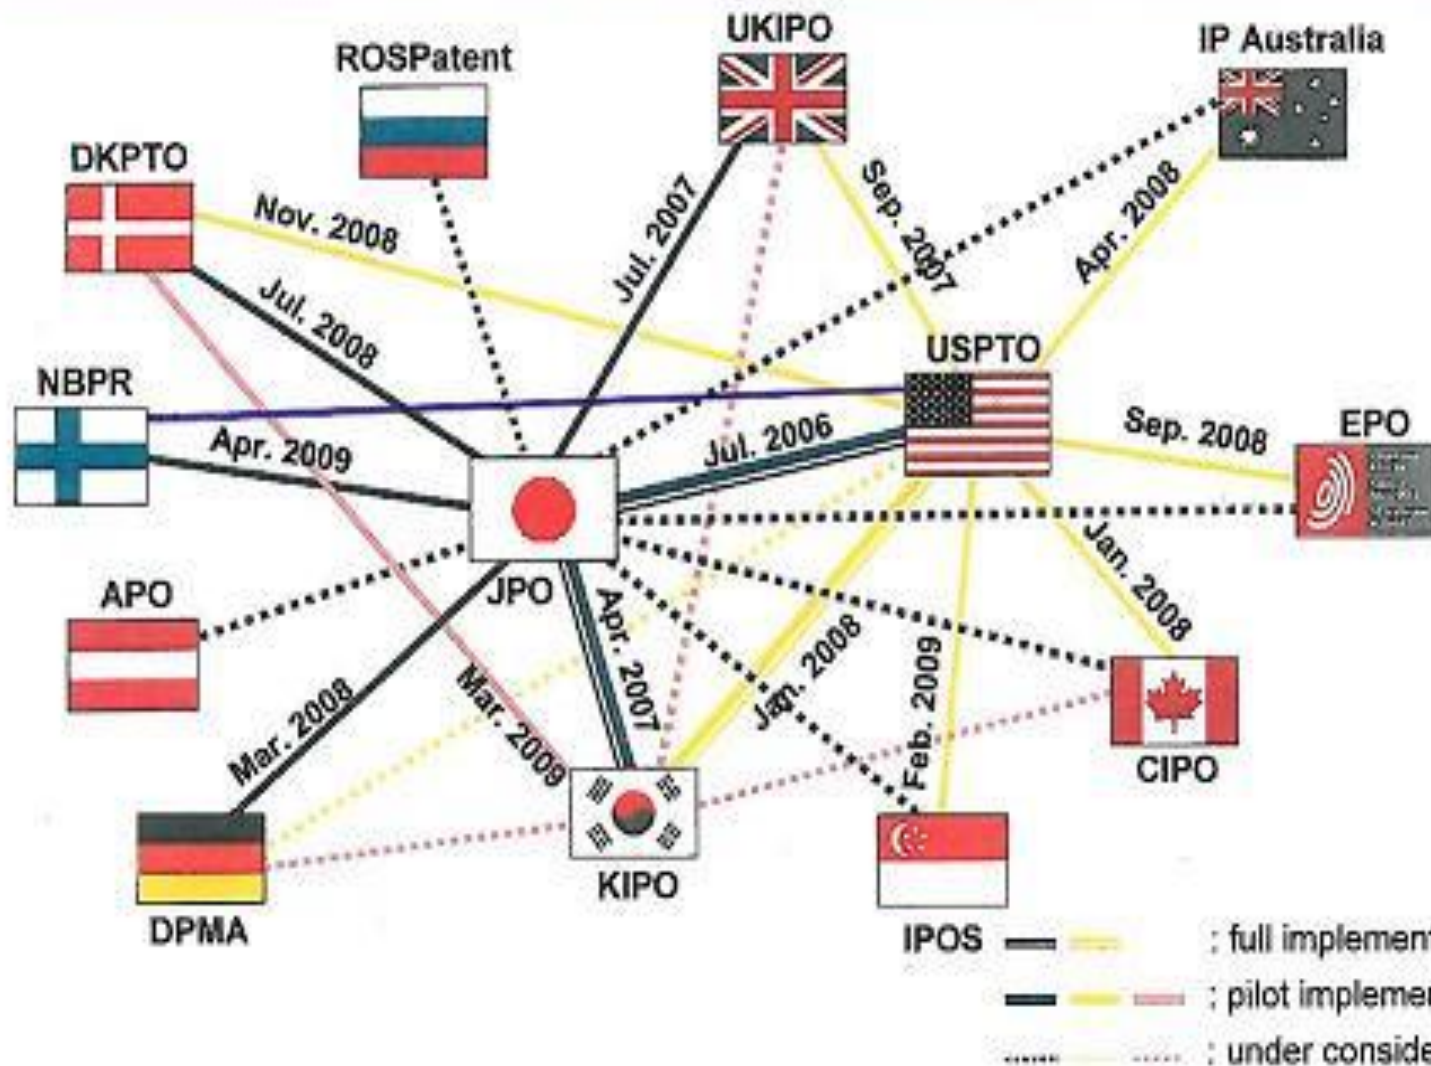 UKIPO
IP Australia
ROSPatent
DKPTO
Nov. 2008
Jul. 2007
Sep. 2007
Apr. 2008
Jul. 2008
USPTO
NBPR
Apr. 2009
Jul. 2006
Sep. 2008
EPO
JPO
APO
Apr. 2007
Jan. 2008
Jan. 2008
Mar. 2008
Mar. 2009
Feb. 2009
CIPO
KIPO
DPMA
IPOS
: full implement
: pilot impleme
: under conside